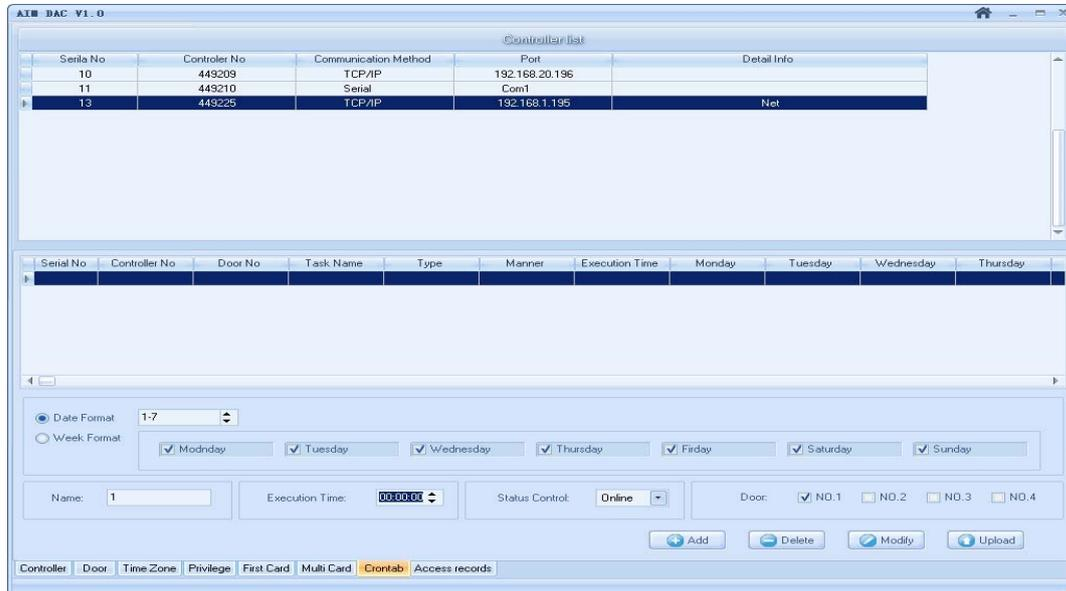 AIM DAC V1.0
Controller list
Serila No Controler No Communication Method Port Detail Info
10 449209 TCP/IP 192.168.20.196
11 449210 Serial Com1
13 449225 TCP/IP 192.168.1.195 Net
Serial No Controller No Door No Task Name Type Manner Execution Time Monday Tuesday Wednesday Thursday
Date Format 1-7
Week Format
Modnday Tuesday Wednesday Thursday Firday Saturday Sunday
Name: 1 Execution Time: 00:00:00 Status Control: Online Door: NO.1 NO.2 NO.3 NO.4
Add Delete Modify Upload
Controller Door Time Zone Privilege First Card Multi Card Crontab Access records